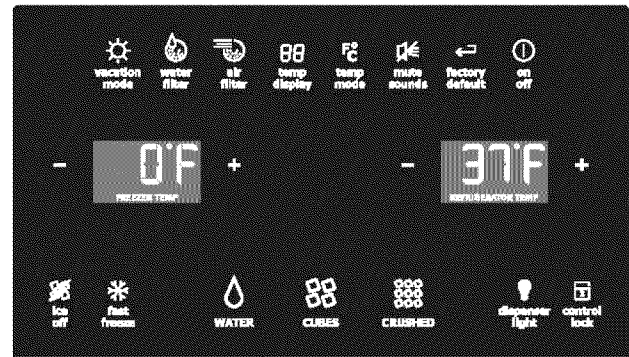 88 F° C
vacation mode
water filter
air filter
temp display
temp mode
mute sounds
factory default
on off
- 0°F +
FREEZER TEMP
- 37°F +
REFRIGERATOR TEMP
ice off
fast freeze
WATER
CUBES
CRUSHED
dispenser light
control lock